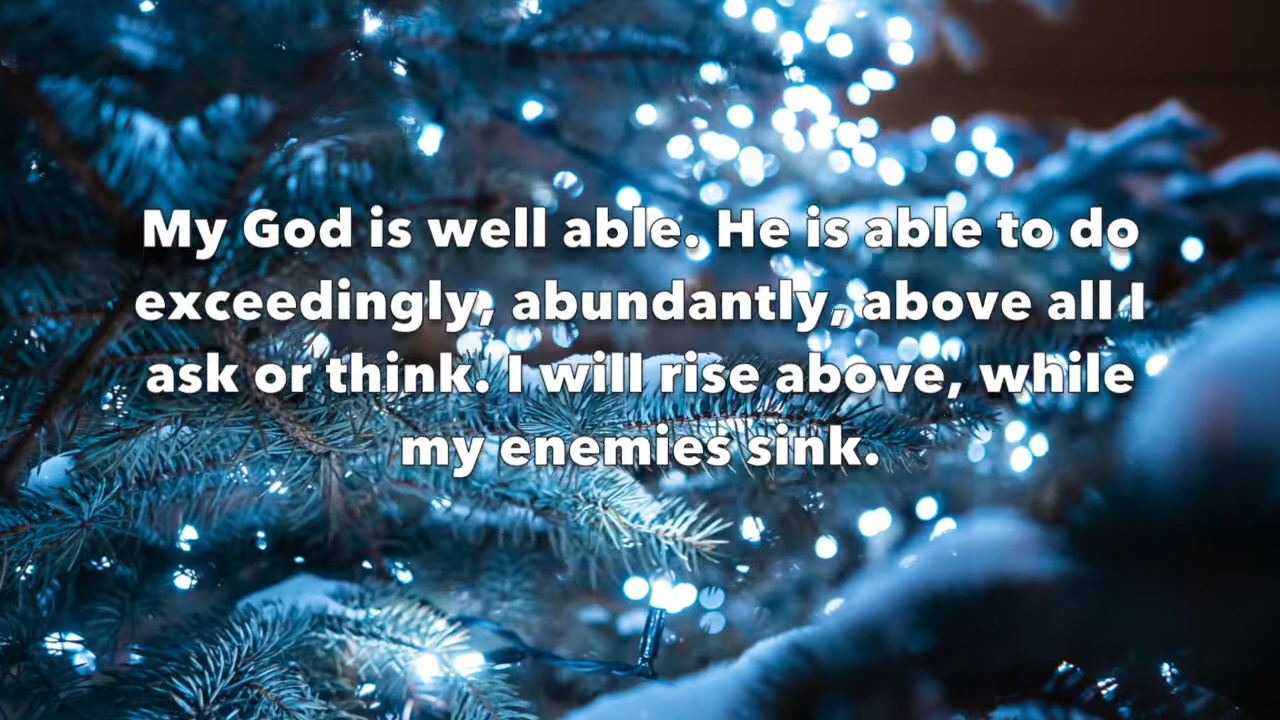 My God is well able. He is able to do
exceedingly, abundantly, above all I
ask or think. I will rise above, while
my enemies sink.